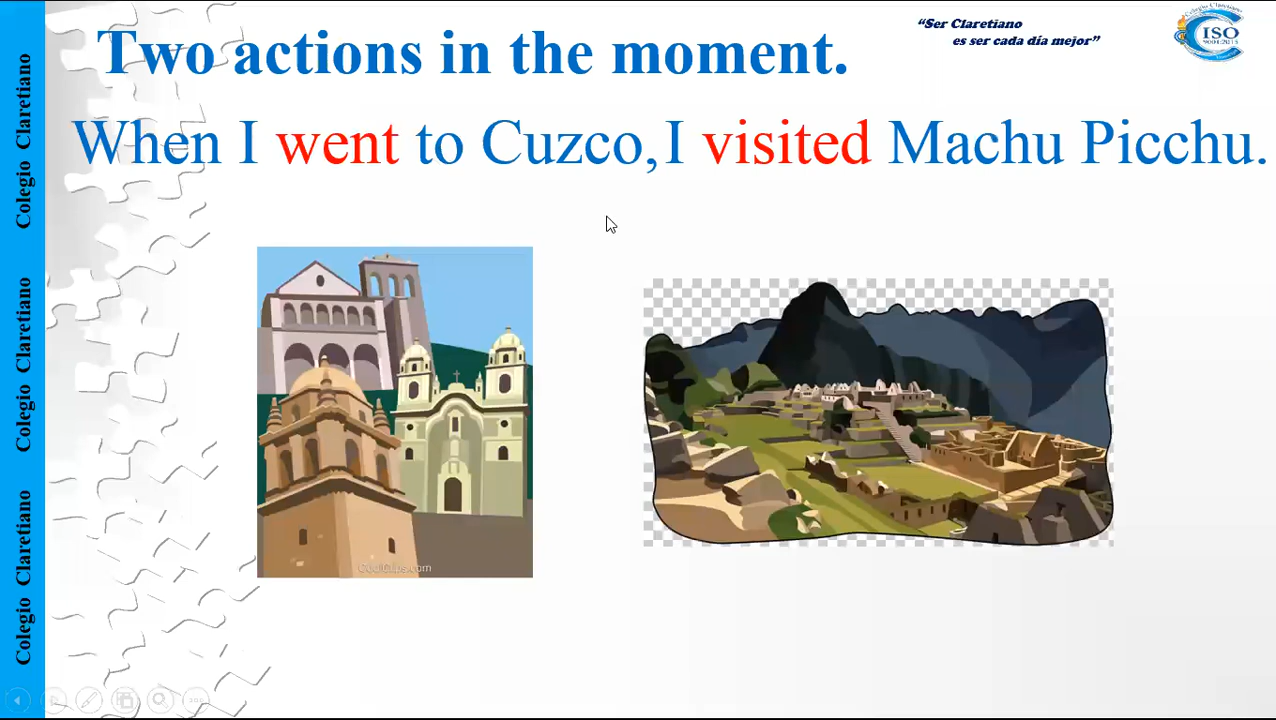 “Ser Claretiano
es ser cada día mejor”
ISO
Two actions in the moment.
When I went to Cuzco, I visited Machu Picchu.
Colegio Claretiano
Colegio Claretiano
Colegio Claretiano